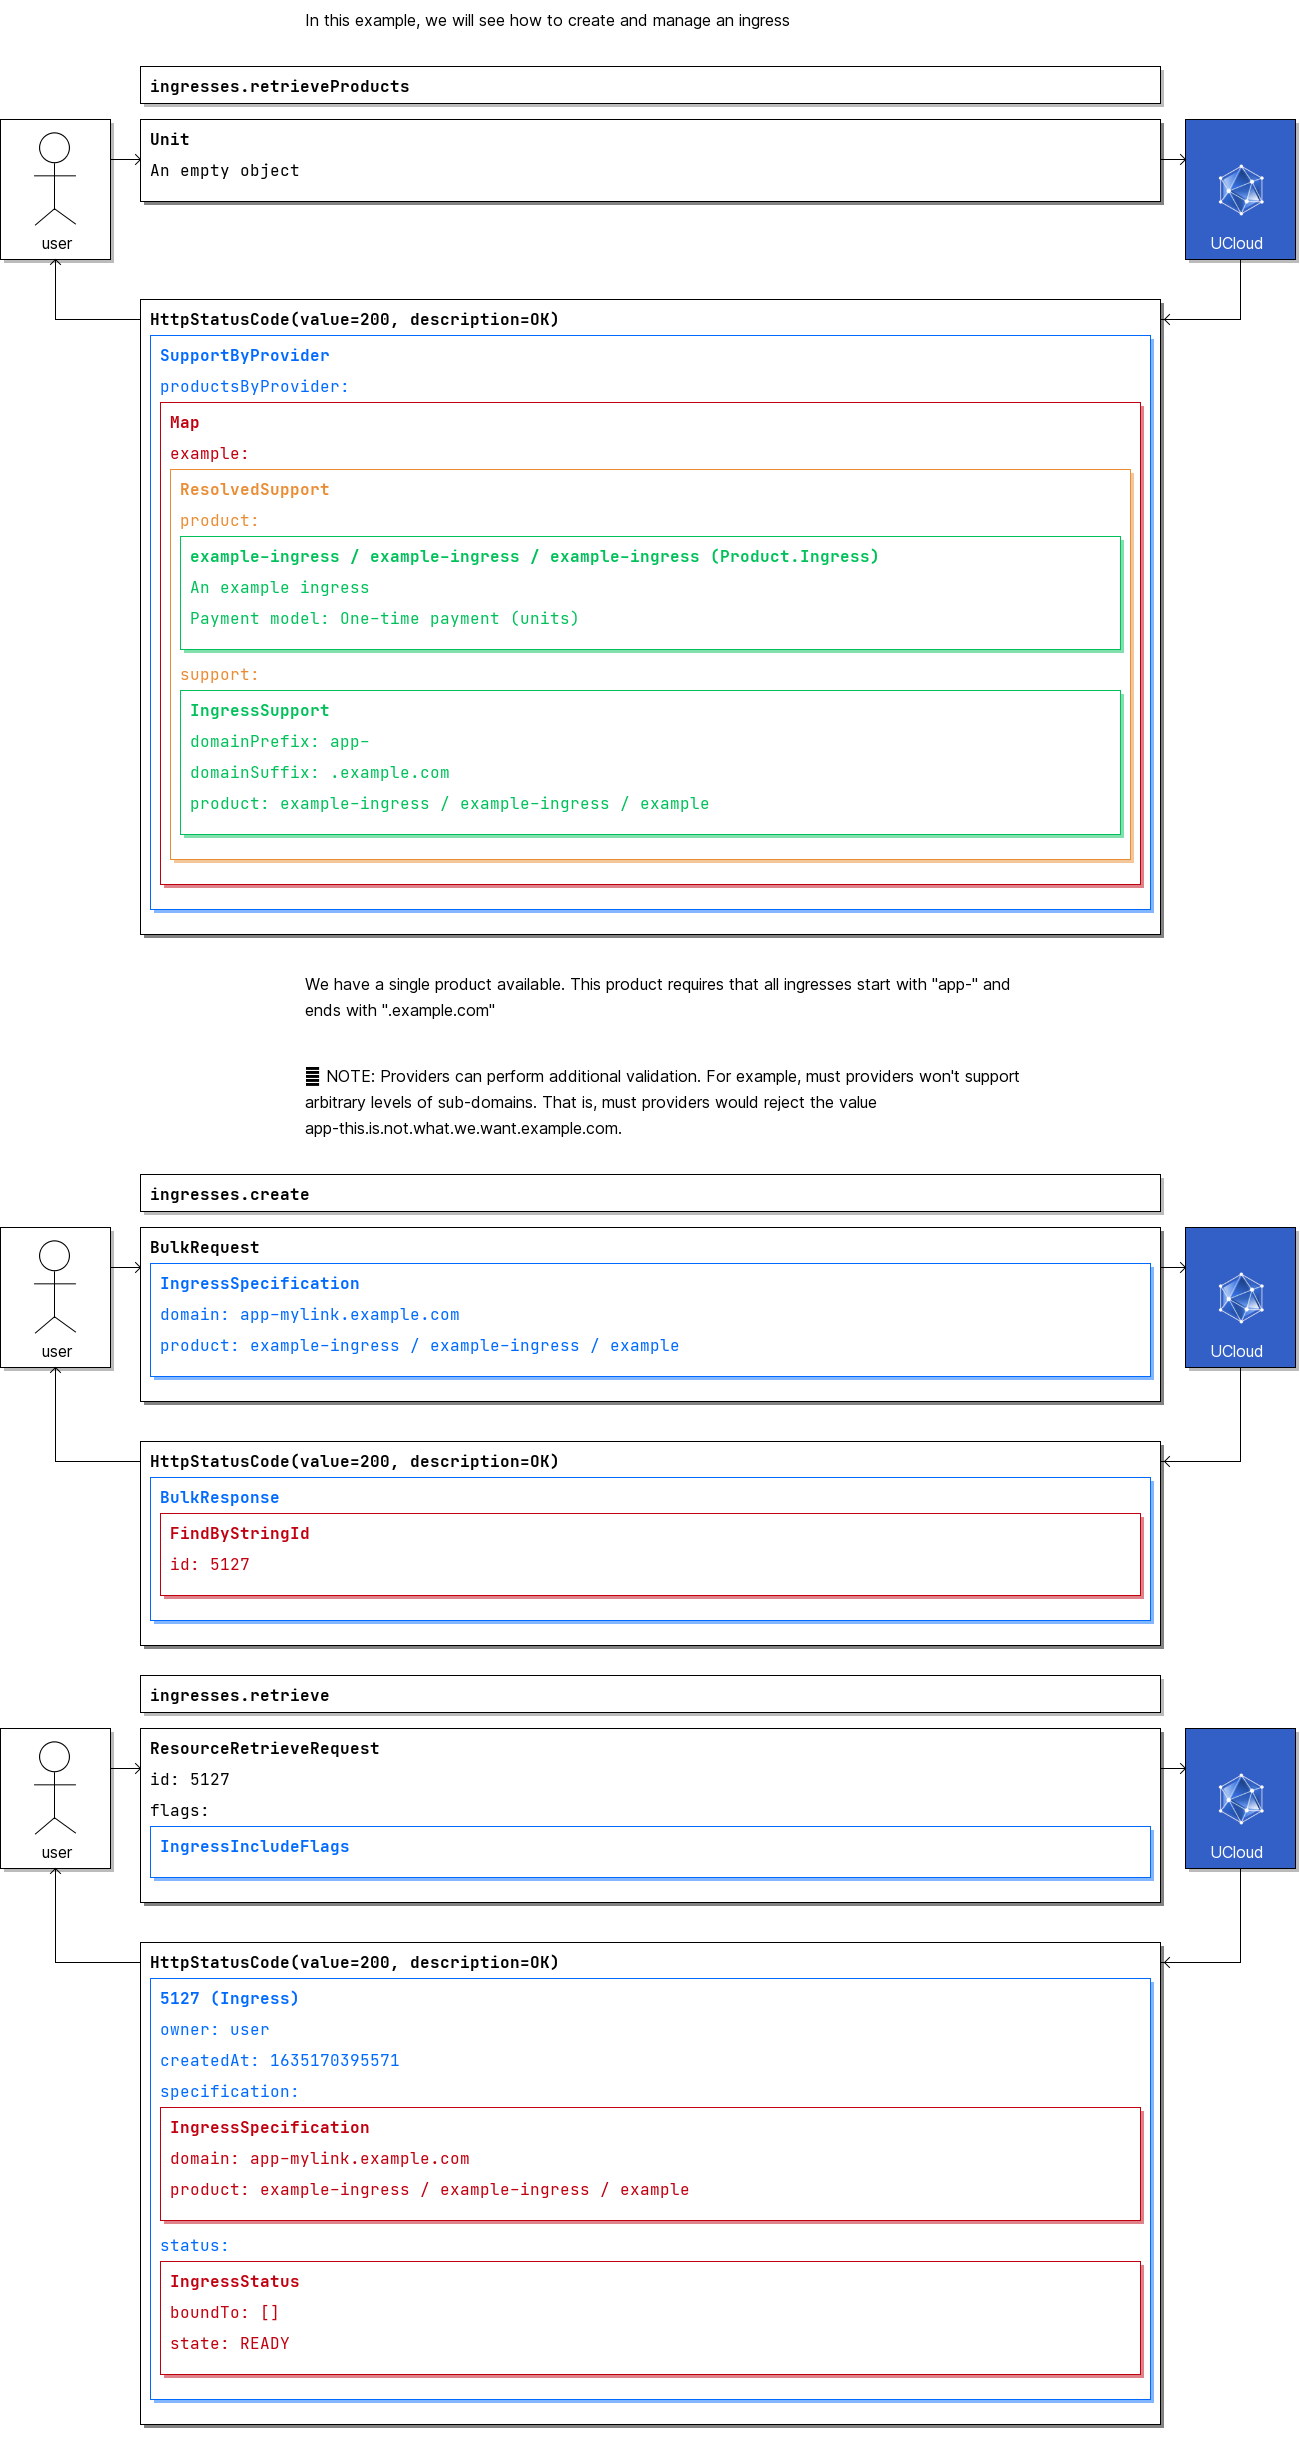 In this example, we will see how to create and manage an ingress
ingresses.retrieveProducts
Unit
An empty object
user
UCloud
HttpStatusCode(value=200, description=OK)
SupportByProvider
productsByProvider:
Map
example:
ResolvedSupport
product:
example-ingress / example-ingress / example-ingress (Product.Ingress)
An example ingress
Payment model: One-time payment (units)
support:
IngressSupport
domainPrefix: app-
domainSuffix: .example.com
product: example-ingress / example-ingress / example
We have a single product available. This product requires that all ingresses start with "app-" and
ends with ".example.com"
NOTE: Providers can perform additional validation. For example, must providers won't support
arbitrary levels of sub-domains. That is, must providers would reject the value
app-this.is.not.what.we.want.example.com.
ingresses.create
BulkRequest
IngressSpecification
domain: app-mylink.example.com
product: example-ingress / example-ingress / example
user
UCloud
HttpStatusCode(value=200, description=OK)
BulkResponse
FindByStringId
id: 5127
ingresses.retrieve
ResourceRetrieveRequest
id: 5127
flags:
IngressIncludeFlags
user
UCloud
HttpStatusCode(value=200, description=OK)
5127 (Ingress)
owner: user
createdAt: 1635170395571
specification:
IngressSpecification
domain: app-mylink.example.com
product: example-ingress / example-ingress / example
status:
IngressStatus
boundTo: []
state: READY